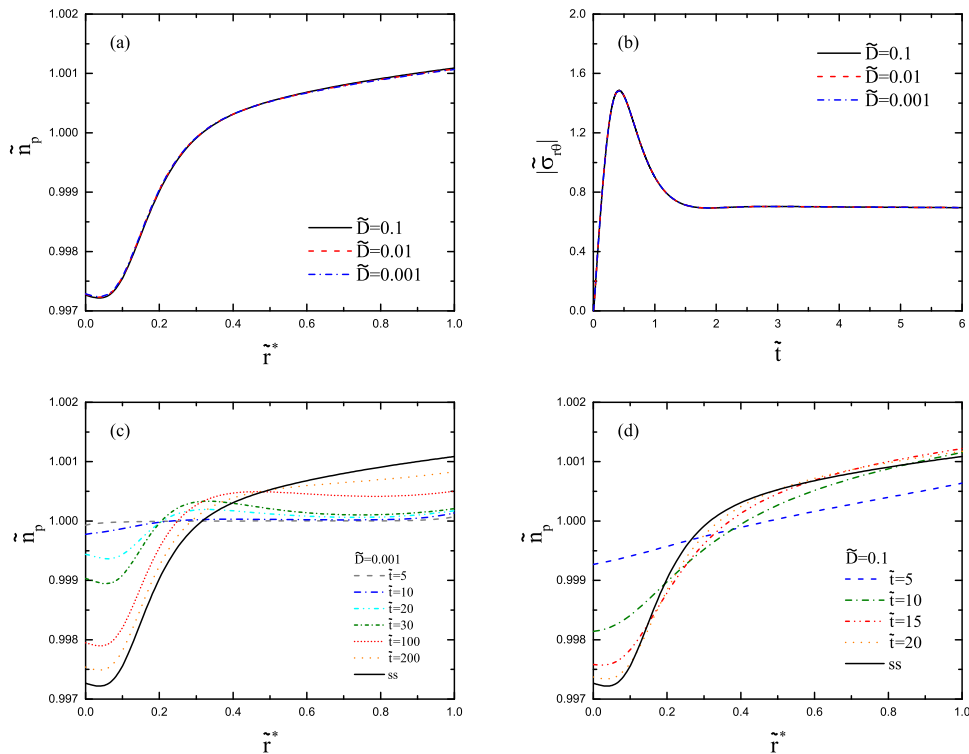 (a)
1.002
1.001
1.000
0.999
0.998
0.997
ñp
D̃=0.1
D̃=0.01
D̃=0.001
0.0 0.2 0.4 0.6 0.8 1.0
r̃*
(b)
2.0
1.6
1.2
0.8
0.4
0.0
|σ̃rθ|
D̃=0.1
D̃=0.01
D̃=0.001
0 1 2 3 4 5 6
t̃
(c)
1.002
1.001
1.000
0.999
0.998
0.997
ñp
D̃=0.001
t̃=5
t̃=10
t̃=20
t̃=30
t̃=100
t̃=200
ss
0.0 0.2 0.4 0.6 0.8 1.0
r̃*
(d)
1.002
1.001
1.000
0.999
0.998
0.997
ñp
D̃=0.1
t̃=5
t̃=10
t̃=15
t̃=20
ss
0.0 0.2 0.4 0.6 0.8 1.0
r̃*